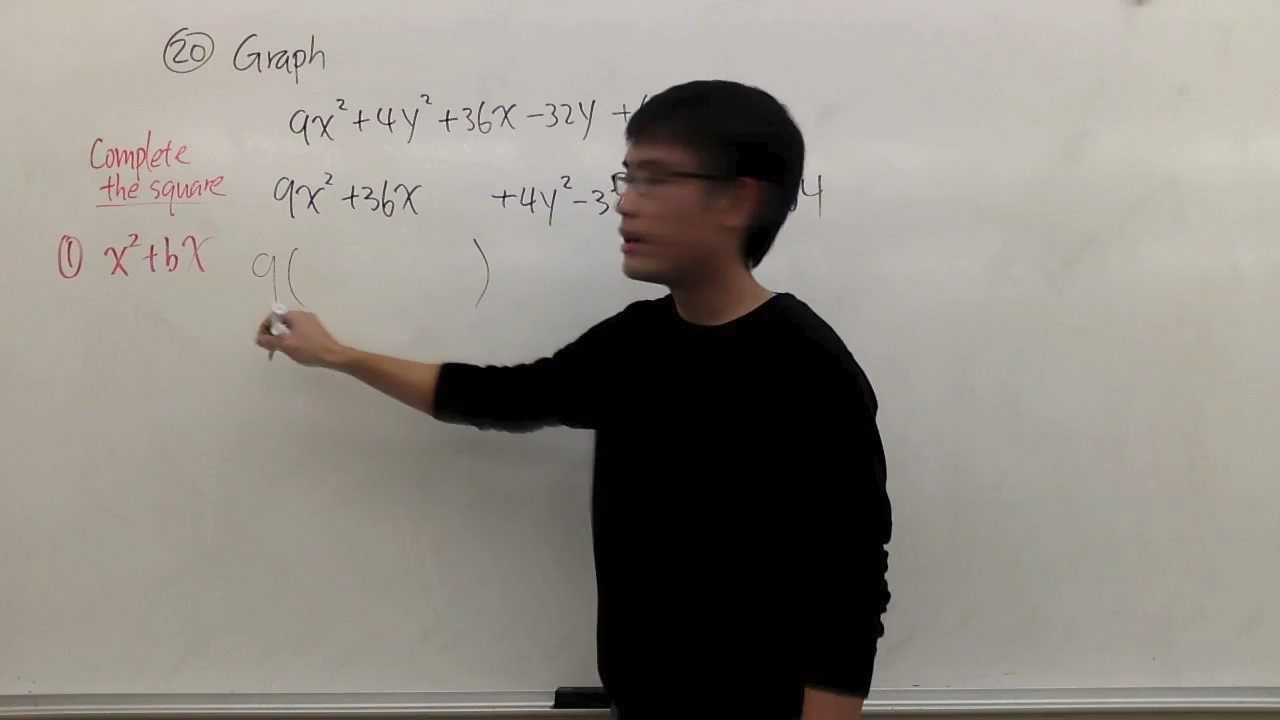 20 Graph
9x² + 4y² + 36x - 32y +
Complete
the square
9x² + 36x + 4y² - 3
① x² + bx
9( )